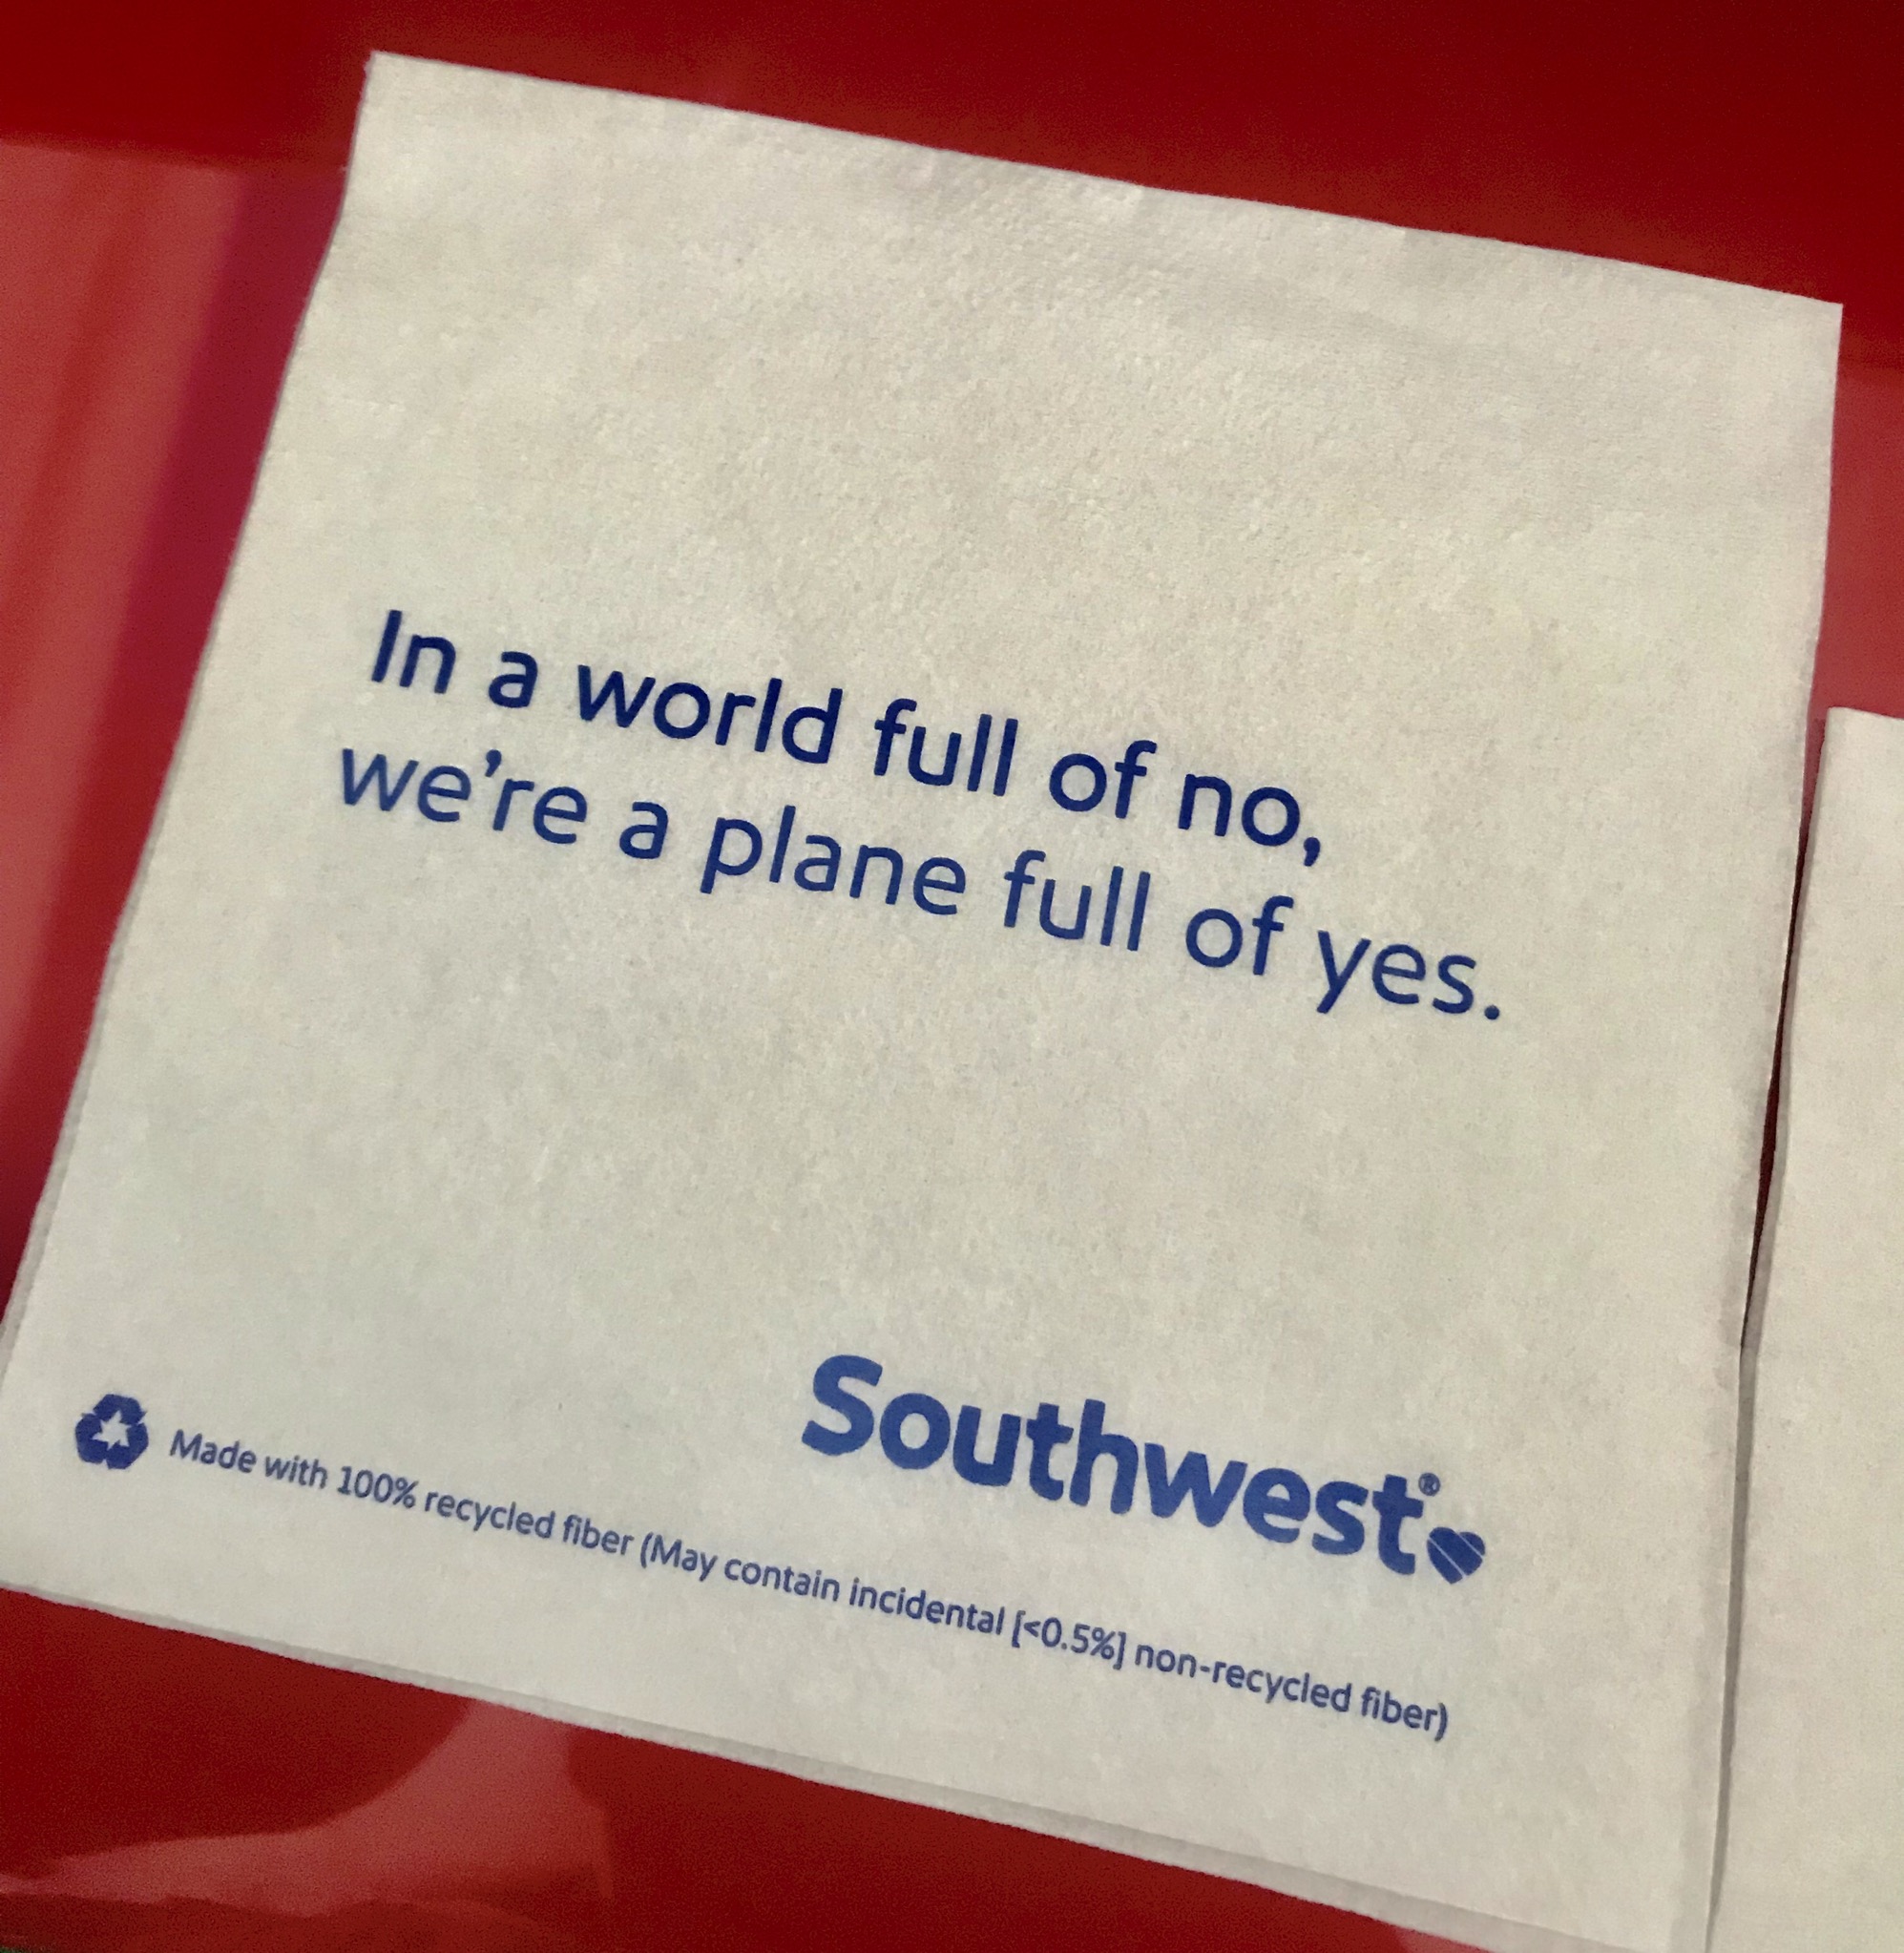 In a world full of no,
we're a plane full of yes.
Southwest®
Made with 100% recycled fiber (May contain incidental [<0.5%] non-recycled fiber)